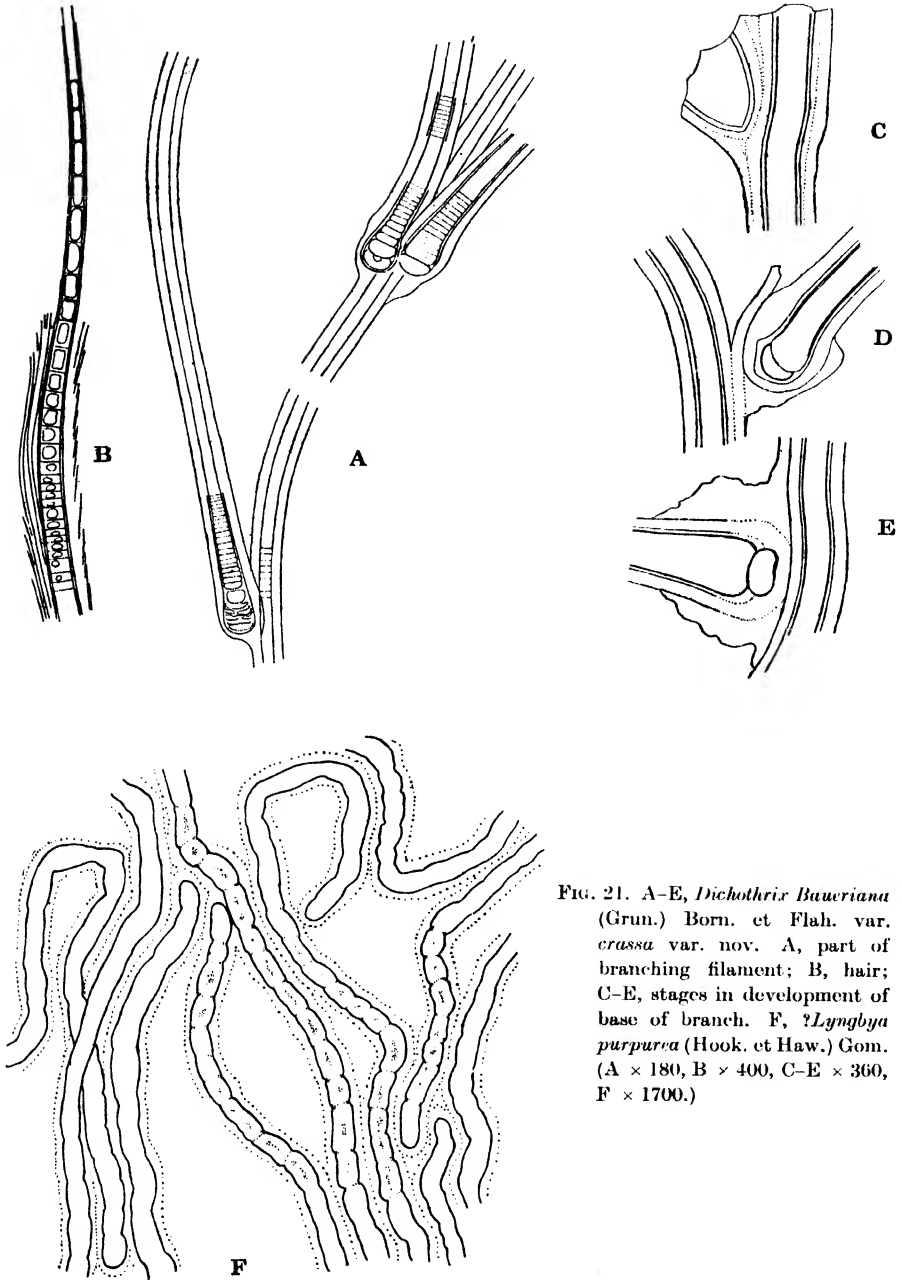 C
D
B
A
E
FIG. 21. A–E, Dichothrix Baueriana
(Grun.) Born. et Flah. var.
crassa var. nov. A, part of
branching filament; B, hair;
C–E, stages in development of
base of branch. F, ?Lyngbya
purpurea (Hook. et Haw.) Gom.
(A × 180, B × 400, C–E × 360,
F × 1700.)
F